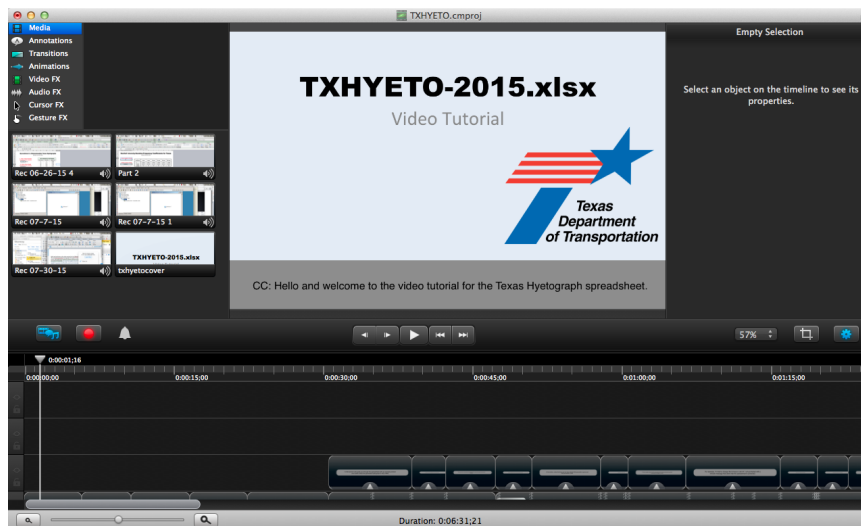 TXHYETO.cmproj
Media
Annotations
Transitions
Animations
Video FX
Audio FX
Cursor FX
Gesture FX
Rec 06-26-15 4
Part 2
Rec 07-7-15
Rec 07-7-15 1
Rec 07-30-15
TXHYETO-2015.xlsx
txhyetocover
TXHYETO-2015.xlsx
Video Tutorial
Texas
Department
of Transportation
CC: Hello and welcome to the video tutorial for the Texas Hyetograph spreadsheet.
Empty Selection
Select an object on the timeline to see its
properties.
57%
0:00:01;16
0:00:00;00
0:00:15;00
0:00:30;00
0:00:45;00
0:01:00;00
0:01:15;00
Duration: 0:06:31;21